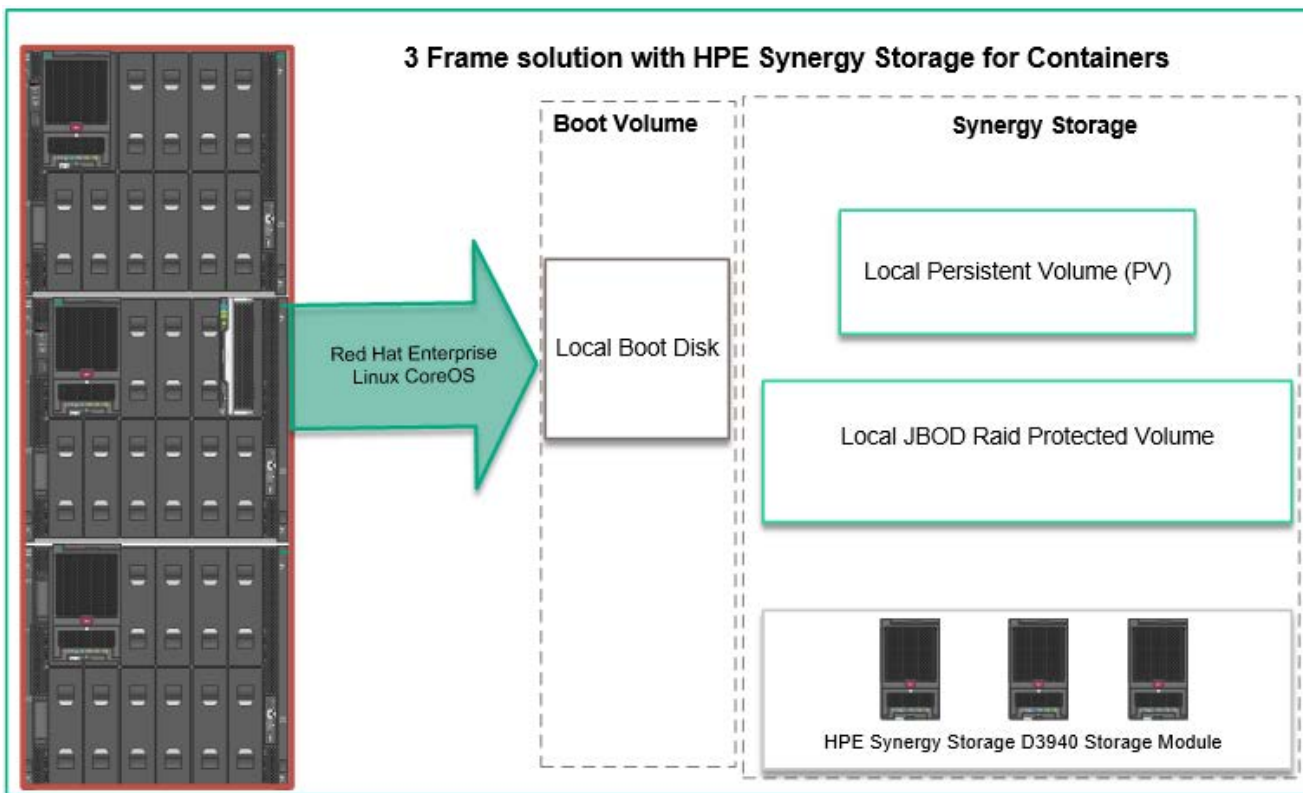 3 Frame solution with HPE Synergy Storage for Containers
Boot Volume
Synergy Storage
Local Persistent Volume (PV)
Red Hat Enterprise
Linux CoreOS
Local Boot Disk
Local JBOD Raid Protected Volume
HPE Synergy Storage D3940 Storage Module